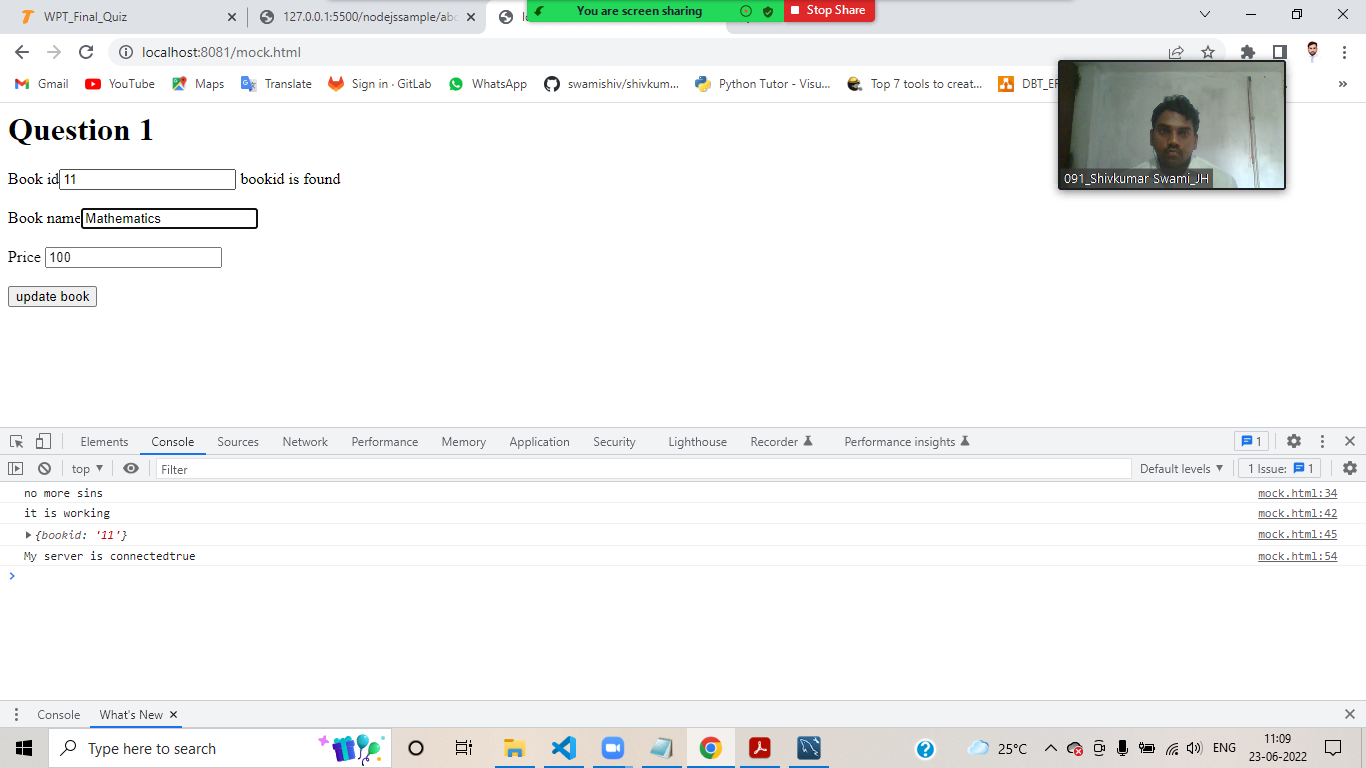 WPT_Final_Quiz
127.0.0.1:5500/nodejssample/abc
You are screen sharing
Stop Share
localhost:8081/mock.html
Gmail
YouTube
Maps
Translate
Sign in · GitLab
WhatsApp
swamishiv/shivkum...
Python Tutor - Visu...
Top 7 tools to creat...
»
Question 1
091_Shivkumar Swami_JH
Book id 11 bookid is found
Book name Mathematics
Price 100
update book
Elements Console Sources Network Performance Memory Application Security Lighthouse Recorder Performance insights 1
top Filter Default levels 1 Issue: 1
no more sins mock.html:34
it is working mock.html:42
{bookid: '11'} mock.html:45
My server is connectedtrue mock.html:54
Console What's New
Type here to search
25°C
ENG
11:09
23-06-2022